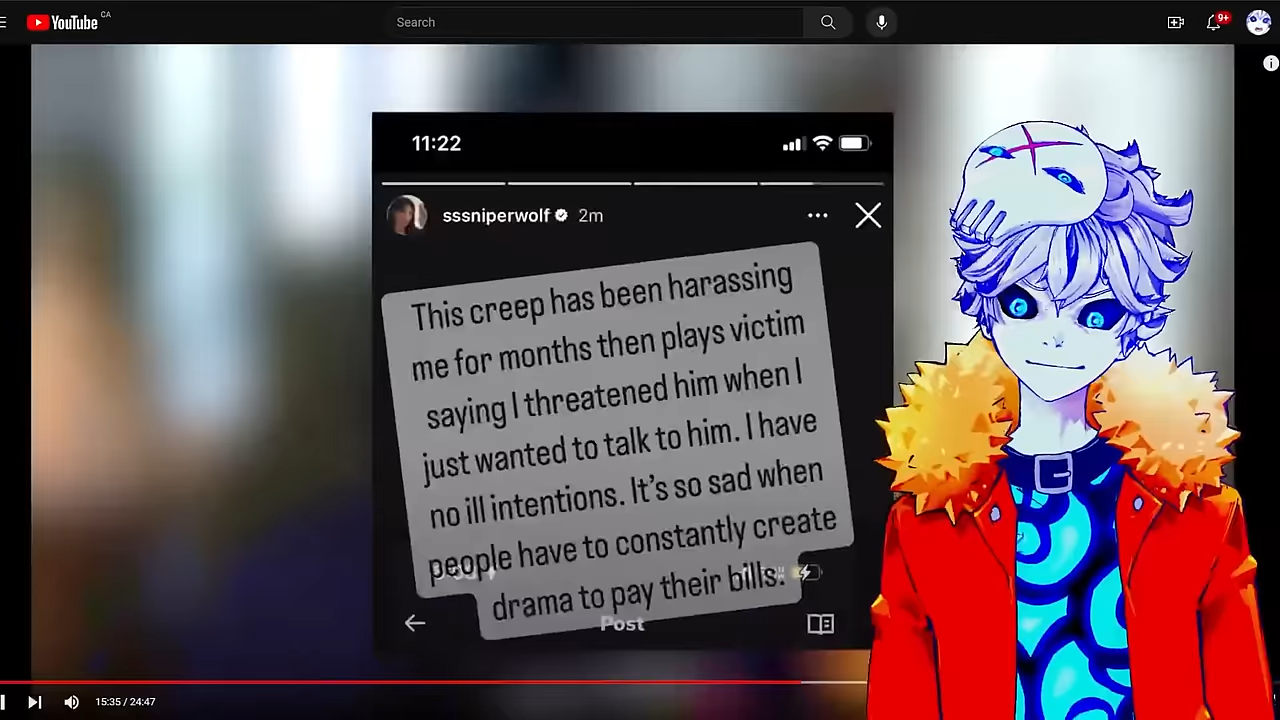 YouTube CA
Search
9+
11:22
sssniperwolf 2m
This creep has been harassing
me for months then plays victim
saying I threatened him when I
just wanted to talk to him. I have
no ill intentions. It's so sad when
people have to constantly create
drama to pay their bills.
Post
15:35 / 24:47